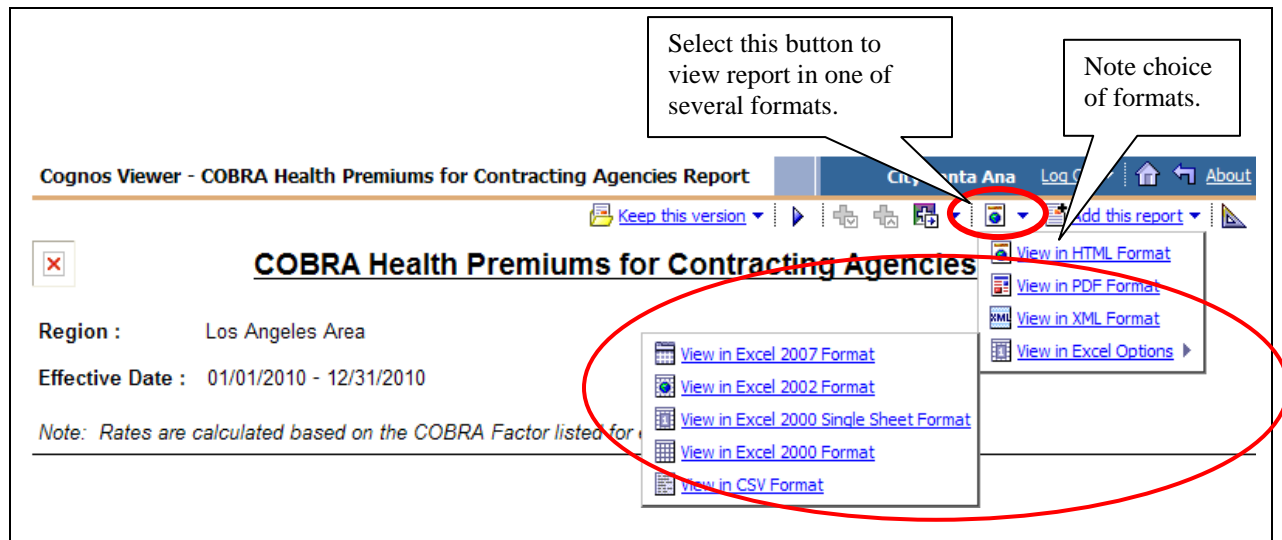 Select this button to
view report in one of
several formats.
Note choice
of formats.
Cognos Viewer - COBRA Health Premiums for Contracting Agencies Report
City Santa Ana
Log
About
Keep this version
Add this report
COBRA Health Premiums for Contracting Agencies
View in HTML Format
View in PDF Format
XML View in XML Format
View in Excel Options
Region : Los Angeles Area
Effective Date : 01/01/2010 - 12/31/2010
Note: Rates are calculated based on the COBRA Factor listed for
View in Excel 2007 Format
View in Excel 2002 Format
View in Excel 2000 Single Sheet Format
View in Excel 2000 Format
View in CSV Format